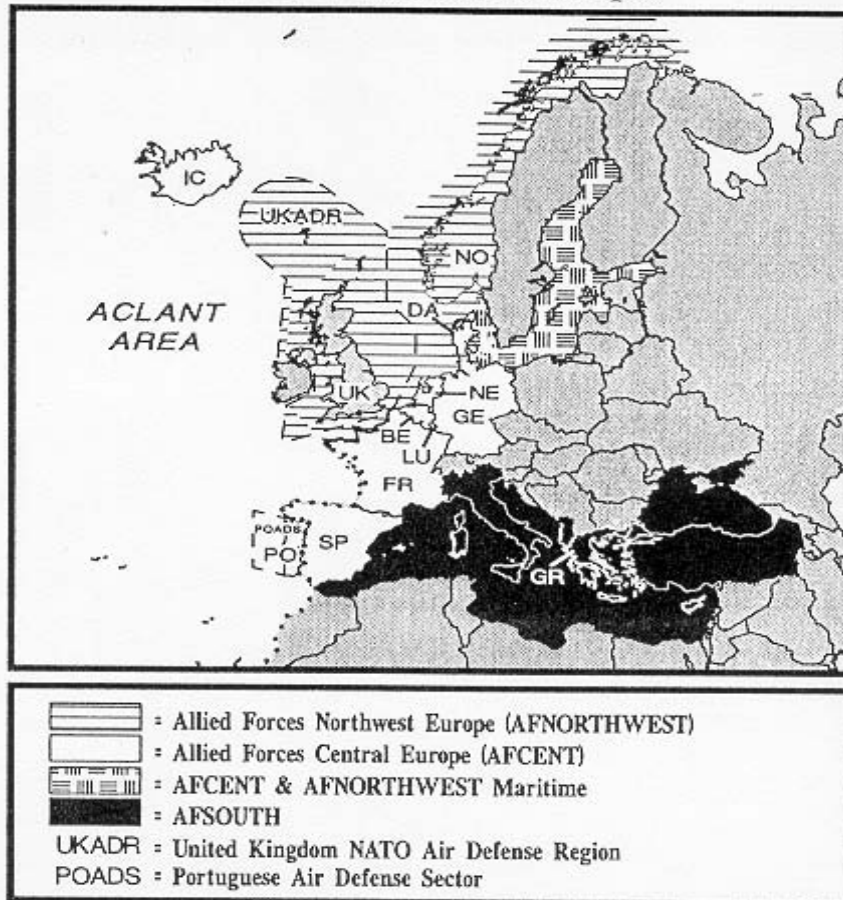 IC
UKADR
NO
ACLANT
AREA
DA
UK
NE
GE
BE
LU
FR
POADS
PO
SP
GR
= Allied Forces Northwest Europe (AFNORTHWEST)
= Allied Forces Central Europe (AFCENT)
= AFCENT & AFNORTHWEST Maritime
= AFSOUTH
UKADR = United Kingdom NATO Air Defense Region
POADS = Portuguese Air Defense Sector